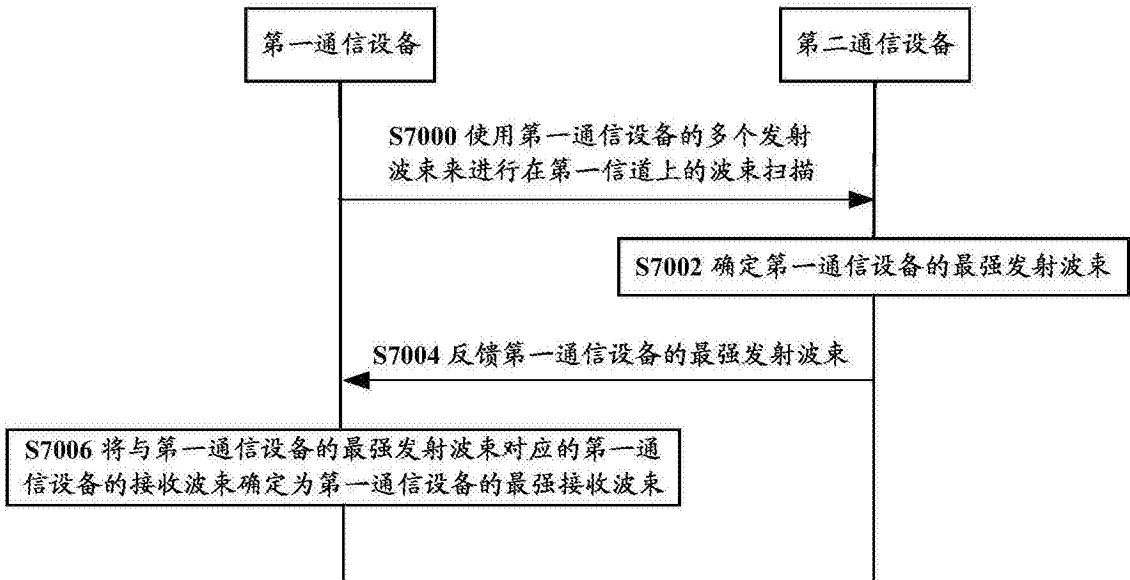 第一通信设备
第二通信设备
S7000 使用第一通信设备的多个发射
波束来进行在第一信道上的波束扫描
S7002 确定第一通信设备的最强发射波束
S7004 反馈第一通信设备的最强发射波束
S7006 将与第一通信设备的最强发射波束对应的第一通
信设备的接收波束确定为第一通信设备的最强接收波束